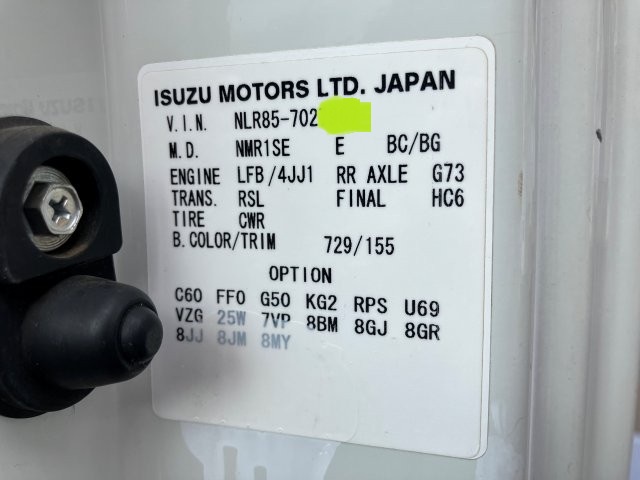 ISUZU MOTORS LTD. JAPAN
V.I.N. NLR85-702
M.D. NMR1SE E BC/BG
ENGINE LFB/4JJ1 RR AXLE G73
TRANS. RSL FINAL HC6
TIRE CWR
B.COLOR/TRIM 729/155
OPTION
C60 FF0 G50 KG2 RPS U69
VZG 25W 7VP 8BM 8GJ 8GR
8JJ 8JM 8MY